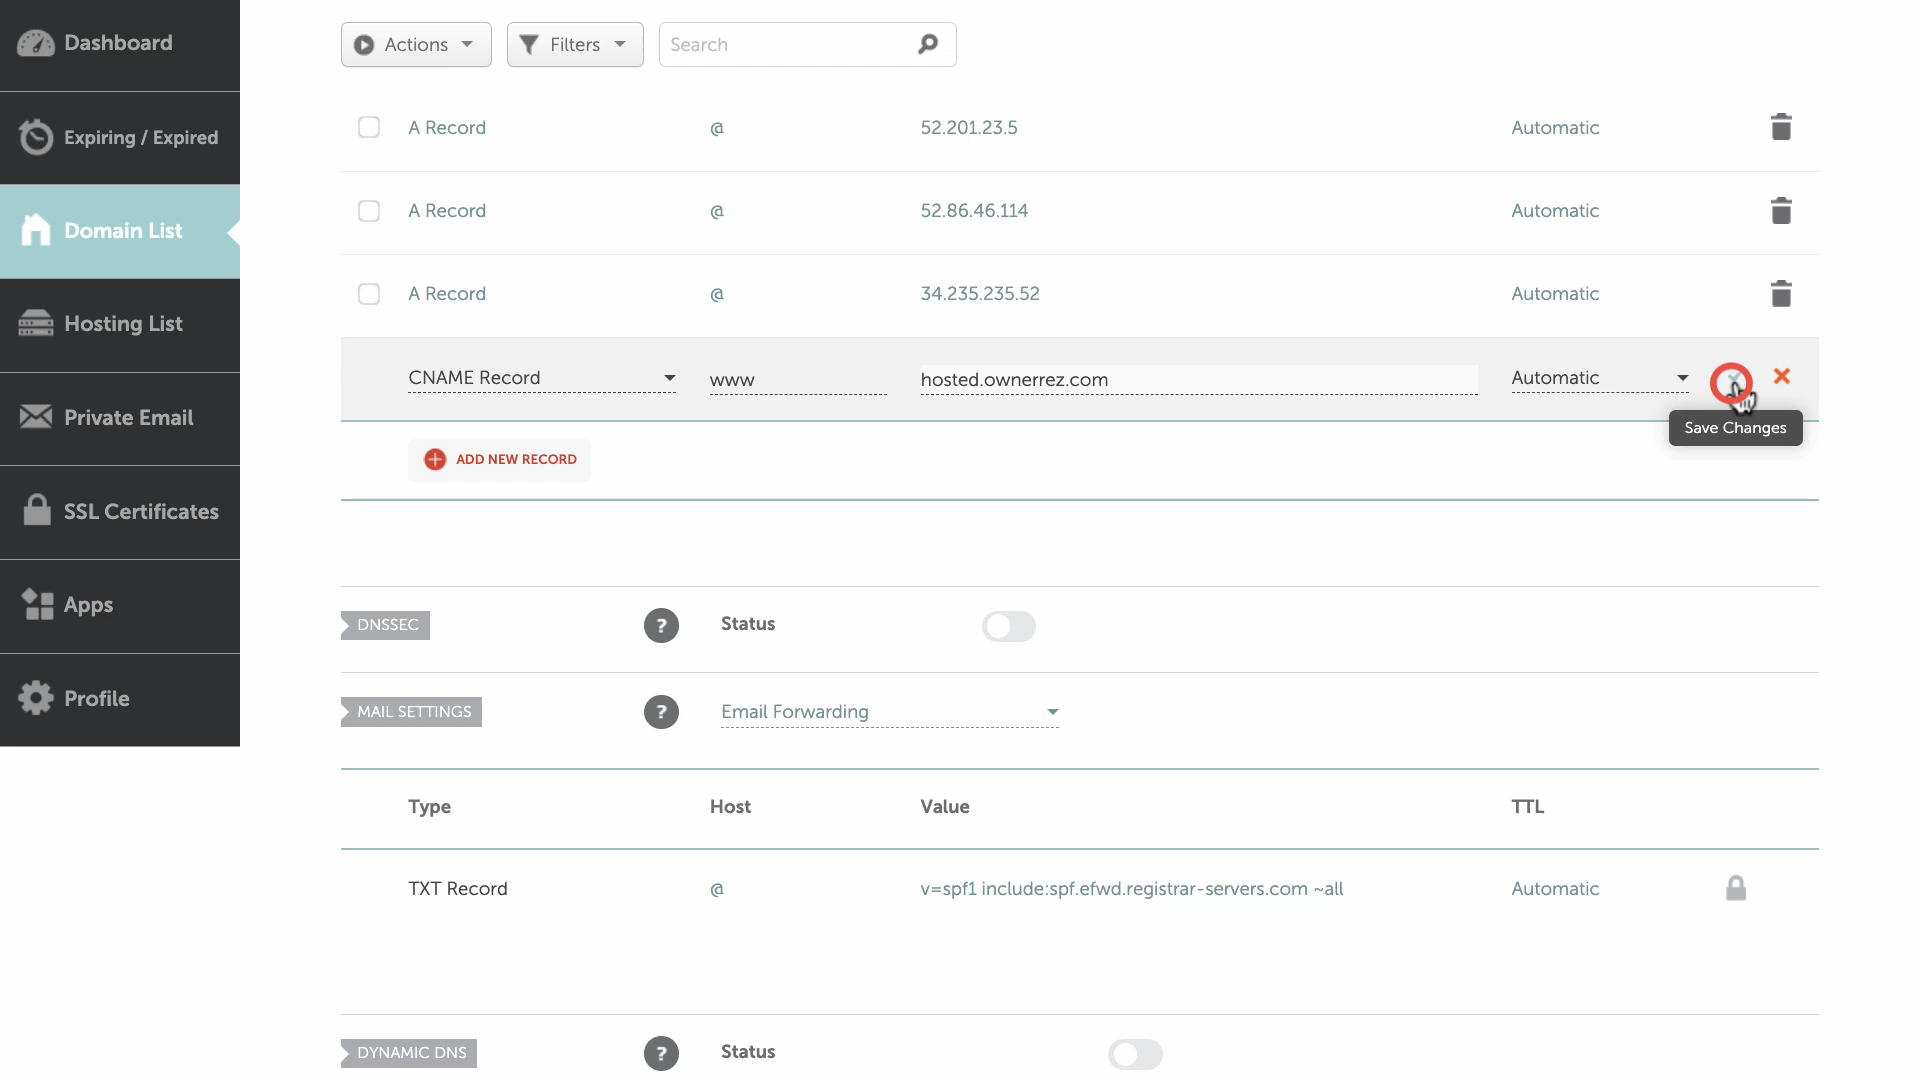 Dashboard
Expiring / Expired
Domain List
Hosting List
Private Email
SSL Certificates
Apps
Profile
Actions
Filters
Search
A Record @ 52.201.23.5 Automatic
A Record @ 52.86.46.114 Automatic
A Record @ 34.235.235.52 Automatic
CNAME Record www hosted.ownerrez.com Automatic
Save Changes
ADD NEW RECORD
DNSSEC ? Status
MAIL SETTINGS ? Email Forwarding
Type Host Value TTL
TXT Record @ v=spf1 include:spf.efwd.registrar-servers.com ~all Automatic
DYNAMIC DNS ? Status